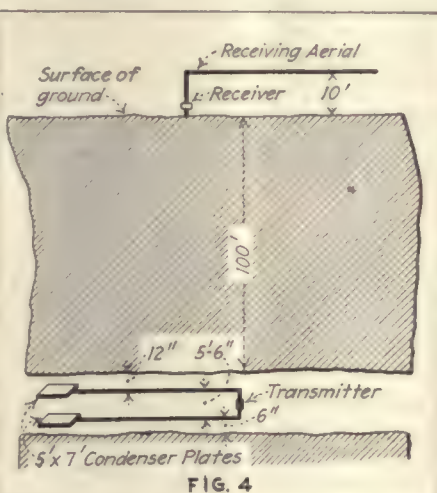 Receiving Aerial
Surface of
ground
Receiver
10'
100'
12" 5'-6"
Transmitter
6"
5'x 7' Condenser Plates
FIG. 4